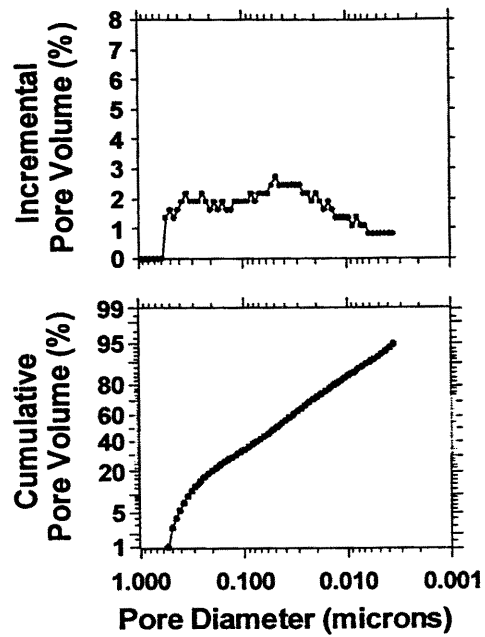 Incremental
Pore Volume (%)
8
7
6
5
4
3
2
1
0
Cumulative
Pore Volume (%)
99
95
80
60
40
20
5
1
1.000 0.100 0.010 0.001
Pore Diameter (microns)